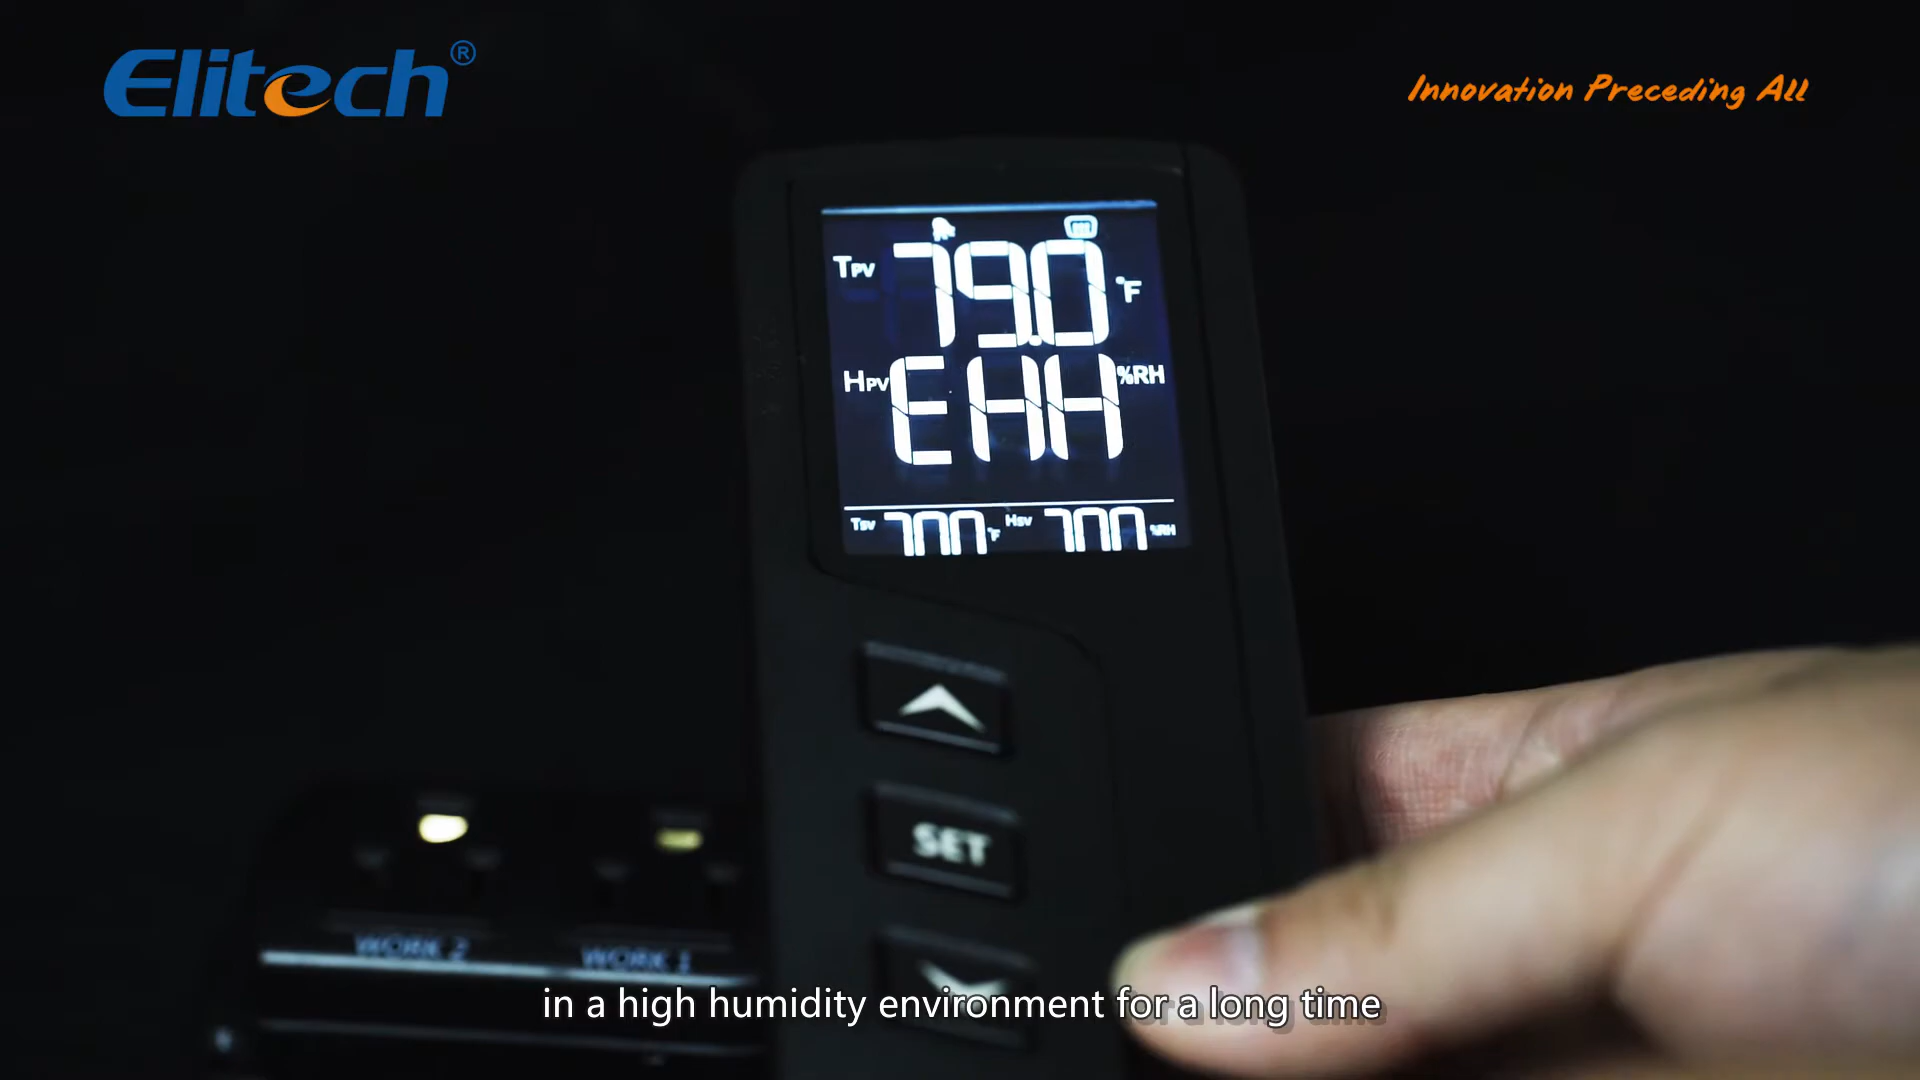 Elitech®
Innovation Preceding All
TPV 79.0 °F
HPV EHH %RH
TSV 70.0 °F HSV 70.0 %RH
SET
WORK 2 WORK 1
in a high humidity environment for a long time